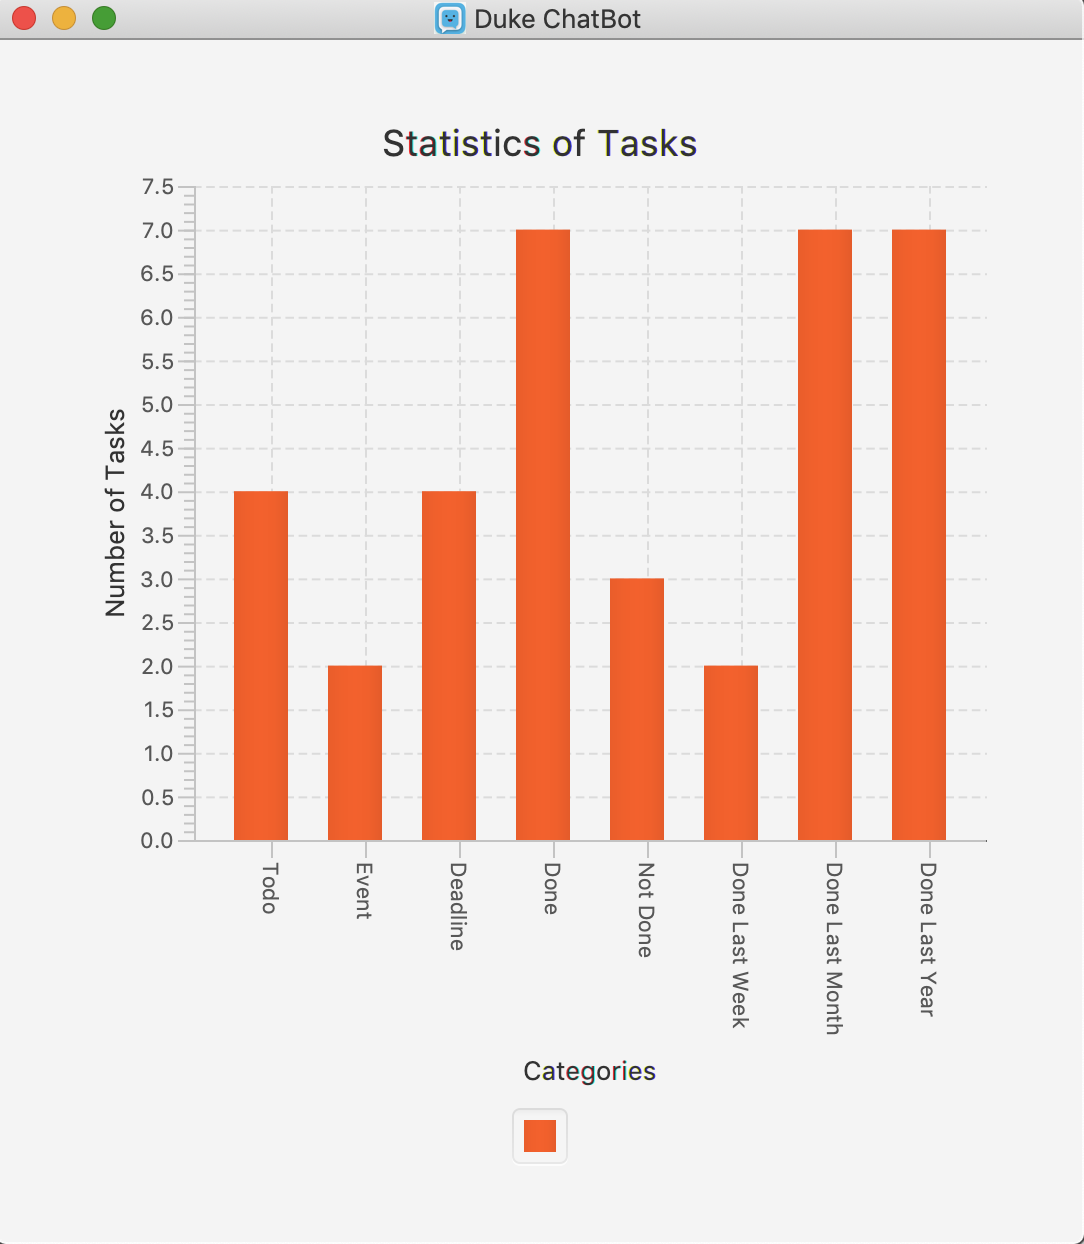 Duke ChatBot
Statistics of Tasks
7.5
7.0
6.5
6.0
5.5
5.0
4.5
4.0
3.5
3.0
2.5
2.0
1.5
1.0
0.5
0.0
Number of Tasks
Todo
Event
Deadline
Done
Not Done
Done Last Week
Done Last Month
Done Last Year
Categories